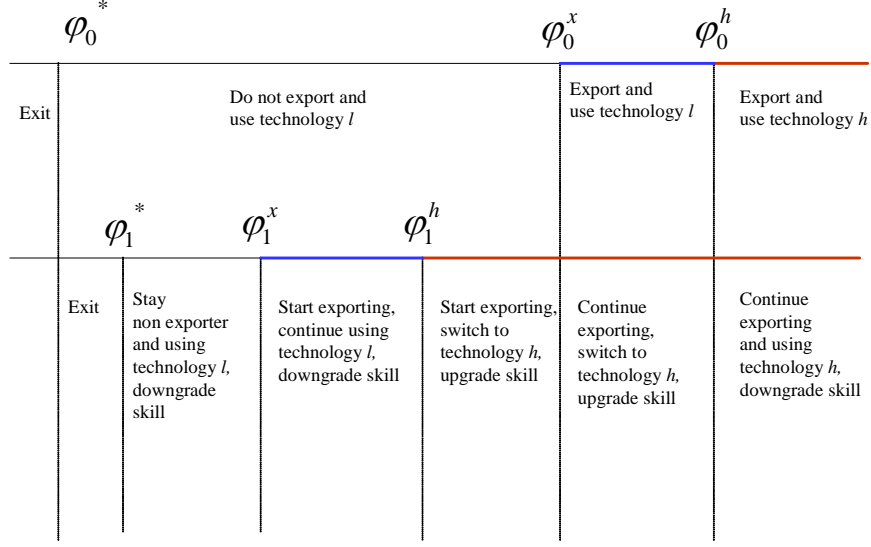 φ₀*
φ₀ˣ
φ₀ʰ
Exit
Do not export and
use technology l
Export and
use technology l
Export and
use technology h
φ₁*
φ₁ˣ
φ₁ʰ
Exit
Stay
non exporter
and using
technology l,
downgrade
skill
Start exporting,
continue using
technology l,
downgrade skill
Start exporting,
switch to
technology h,
upgrade skill
Continue
exporting,
switch to
technology h,
upgrade skill
Continue
exporting
and using
technology h,
downgrade skill